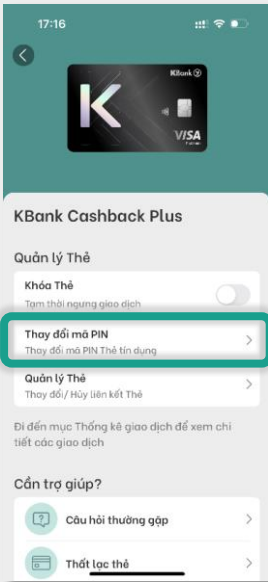 17:16
KBank
K
VISA
Platinum
KBank Cashback Plus
Quản lý Thẻ
Khóa Thẻ
Tạm thời ngưng giao dịch
Thay đổi mã PIN
Thay đổi mã PIN Thẻ tín dụng
Quản lý Thẻ
Thay đổi/ Hủy liên kết Thẻ
Đi đến mục Thống kê giao dịch để xem chi
tiết các giao dịch
Cần trợ giúp?
Câu hỏi thường gặp
Thất lạc thẻ